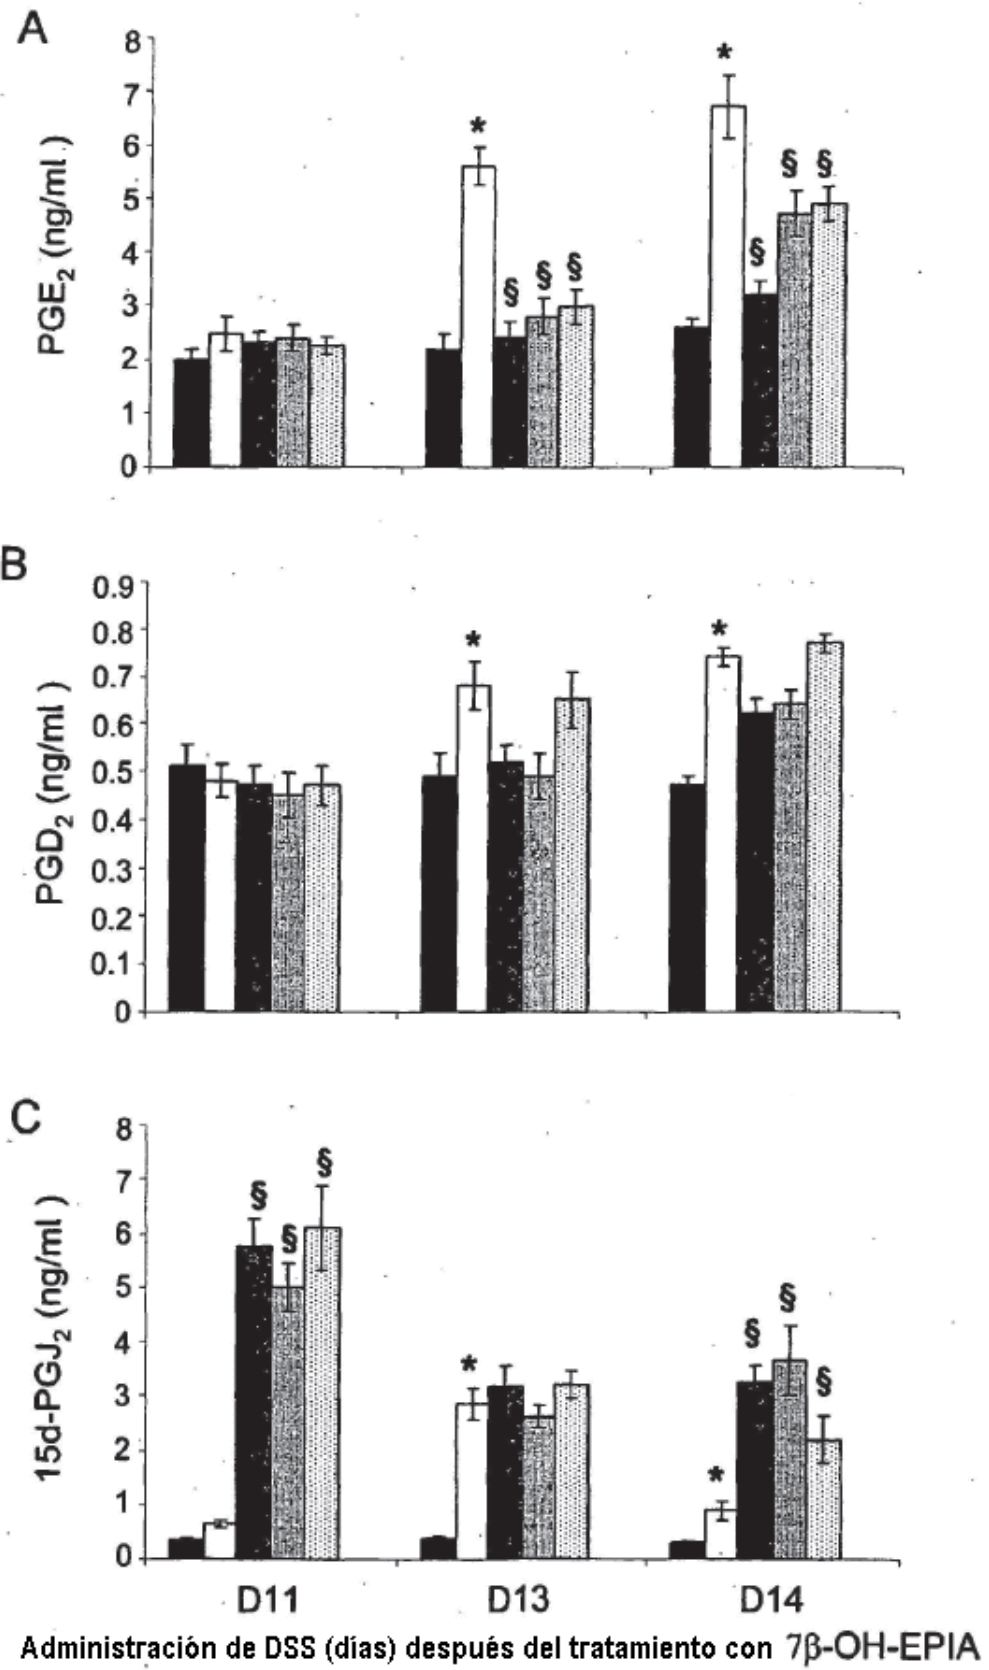 A
8
7
6
5
4
3
2
1
0
PGE2 (ng/ml )
*
§ § §
*
§ § §
B
0.9
0.8
0.7
0.6
0.5
0.4
0.3
0.2
0.1
0
PGD2 (ng/ml )
*
*
C
8
7
6
5
4
3
2
1
0
15d-PGJ2 (ng/ml )
§ § §
*
*
§ § §
D11 D13 D14
Administración de DSS (días) después del tratamiento con 7β-OH-EPIA